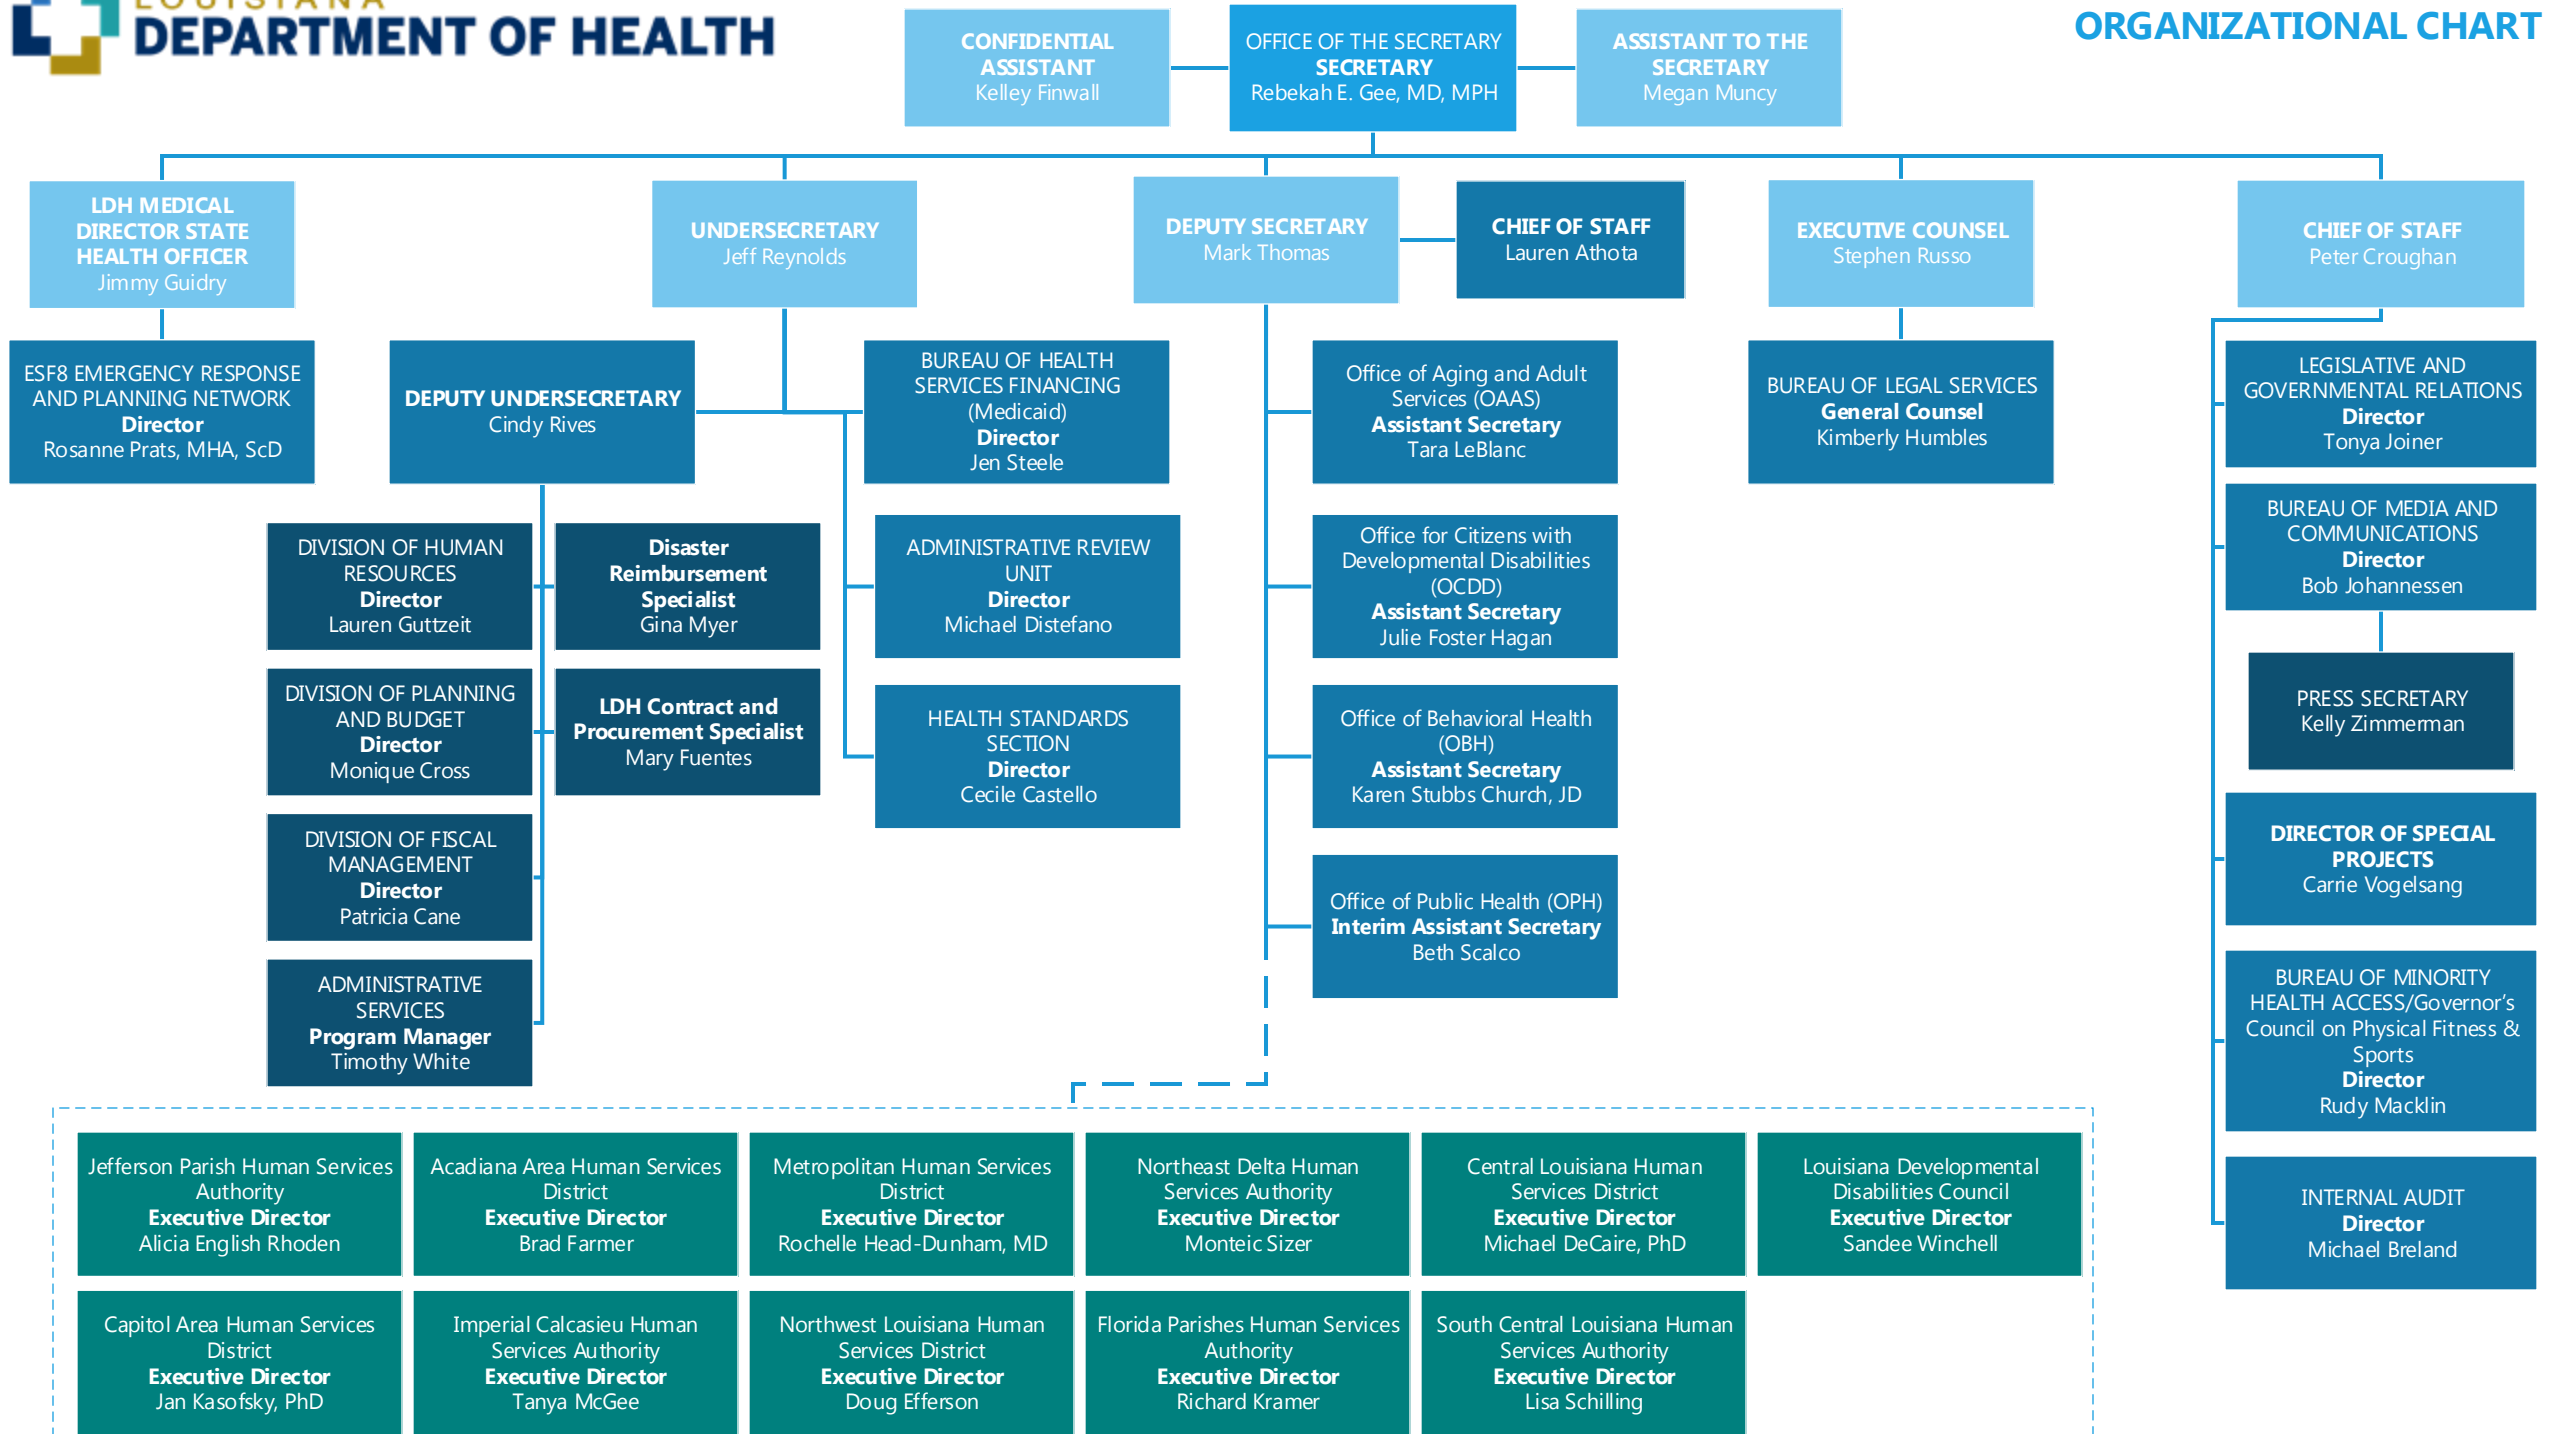 LOUISIANA
DEPARTMENT OF HEALTH
ORGANIZATIONAL CHART
CONFIDENTIAL
ASSISTANT
Kelley Finwall
OFFICE OF THE SECRETARY
SECRETARY
Rebekah E. Gee, MD, MPH
ASSISTANT TO THE
SECRETARY
Megan Muncy
LDH MEDICAL
DIRECTOR STATE
HEALTH OFFICER
Jimmy Guidry
UNDERSECRETARY
Jeff Reynolds
DEPUTY SECRETARY
Mark Thomas
CHIEF OF STAFF
Lauren Athota
EXECUTIVE COUNSEL
Stephen Russo
CHIEF OF STAFF
Peter Croughan
ESF8 EMERGENCY RESPONSE
AND PLANNING NETWORK
Director
Rosanne Prats, MHA, ScD
DEPUTY UNDERSECRETARY
Cindy Rives
BUREAU OF HEALTH
SERVICES FINANCING
(Medicaid)
Director
Jen Steele
Office of Aging and Adult
Services (OAAS)
Assistant Secretary
Tara LeBlanc
BUREAU OF LEGAL SERVICES
General Counsel
Kimberly Humbles
LEGISLATIVE AND
GOVERNMENTAL RELATIONS
Director
Tonya Joiner
DIVISION OF HUMAN
RESOURCES
Director
Lauren Guttzeit
Disaster
Reimbursement
Specialist
Gina Myer
ADMINISTRATIVE REVIEW
UNIT
Director
Michael Distefano
Office for Citizens with
Developmental Disabilities
(OCDD)
Assistant Secretary
Julie Foster Hagan
BUREAU OF MEDIA AND
COMMUNICATIONS
Director
Bob Johannessen
DIVISION OF PLANNING
AND BUDGET
Director
Monique Cross
LDH Contract and
Procurement Specialist
Mary Fuentes
HEALTH STANDARDS
SECTION
Director
Cecile Castello
Office of Behavioral Health
(OBH)
Assistant Secretary
Karen Stubbs Church, JD
PRESS SECRETARY
Kelly Zimmerman
DIVISION OF FISCAL
MANAGEMENT
Director
Patricia Cane
Office of Public Health (OPH)
Interim Assistant Secretary
Beth Scalco
DIRECTOR OF SPECIAL
PROJECTS
Carrie Vogelsang
ADMINISTRATIVE
SERVICES
Program Manager
Timothy White
BUREAU OF MINORITY
HEALTH ACCESS/Governor's
Council on Physical Fitness &
Sports
Director
Rudy Macklin
Jefferson Parish Human Services
Authority
Executive Director
Alicia English Rhoden
Acadiana Area Human Services
District
Executive Director
Brad Farmer
Metropolitan Human Services
District
Executive Director
Rochelle Head-Dunham, MD
Northeast Delta Human
Services Authority
Executive Director
Monteic Sizer
Central Louisiana Human
Services District
Executive Director
Michael DeCaire, PhD
Louisiana Developmental
Disabilities Council
Executive Director
Sandee Winchell
INTERNAL AUDIT
Director
Michael Breland
Capitol Area Human Services
District
Executive Director
Jan Kasofsky, PhD
Imperial Calcasieu Human
Services Authority
Executive Director
Tanya McGee
Northwest Louisiana Human
Services District
Executive Director
Doug Efferson
Florida Parishes Human Services
Authority
Executive Director
Richard Kramer
South Central Louisiana Human
Services Authority
Executive Director
Lisa Schilling